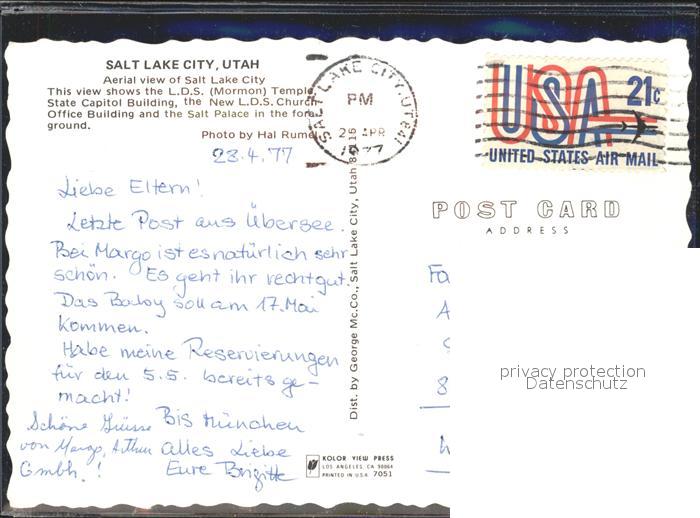 SALT LAKE CITY, UTAH
Aerial view of Salt Lake City
This view shows the L.D.S. (Mormon) Temple,
State Capitol Building, the New L.D.S. Church
Office Building and the Salt Palace in the fore-
ground.
Photo by Hal Rumel
SALT LAKE CITY, UT 841
PM
26 APR
1977
USA
21c
UNITED STATES AIR MAIL
23.4.77
POST CARD
ADDRESS
Liebe Eltern!
Letzte Post aus Übersee.
Bei Margo ist es natürlich sehr
schön. Es geht ihr recht gut.
Das Baby soll am 17. Mai
kommen.
Habe meine Reservierungen
für den 5.5. bereits ge-
macht!
Bis München
alles Liebe
Eure Brigitte
Schöne Grüsse
von Margo, Arthur
Dist. by George Mc.Co., Salt Lake City, Utah 84116
Fa
A
8
privacy protection
Datenschutz
KOLOR VIEW PRESS
LOS ANGELES, CA 90064
PRINTED IN U.S.A. 7051